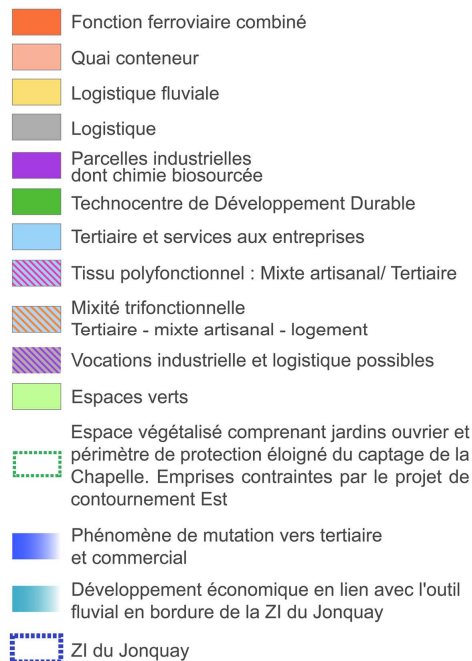 Fonction ferroviaire combiné
Quai conteneur
Logistique fluviale
Logistique
Parcelles industrielles
dont chimie biosourcée
Technocentre de Développement Durable
Tertiaire et services aux entreprises
Tissu polyfonctionnel : Mixte artisanal/ Tertiaire
Mixité trifonctionnelle
Tertiaire - mixte artisanal - logement
Vocations industrielle et logistique possibles
Espaces verts
Espace végétalisé comprenant jardins ouvrier et
périmètre de protection éloigné du captage de la
Chapelle. Emprises contraintes par le projet de
contournement Est
Phénomène de mutation vers tertiaire
et commercial
Développement économique en lien avec l'outil
fluvial en bordure de la ZI du Jonquay
ZI du Jonquay